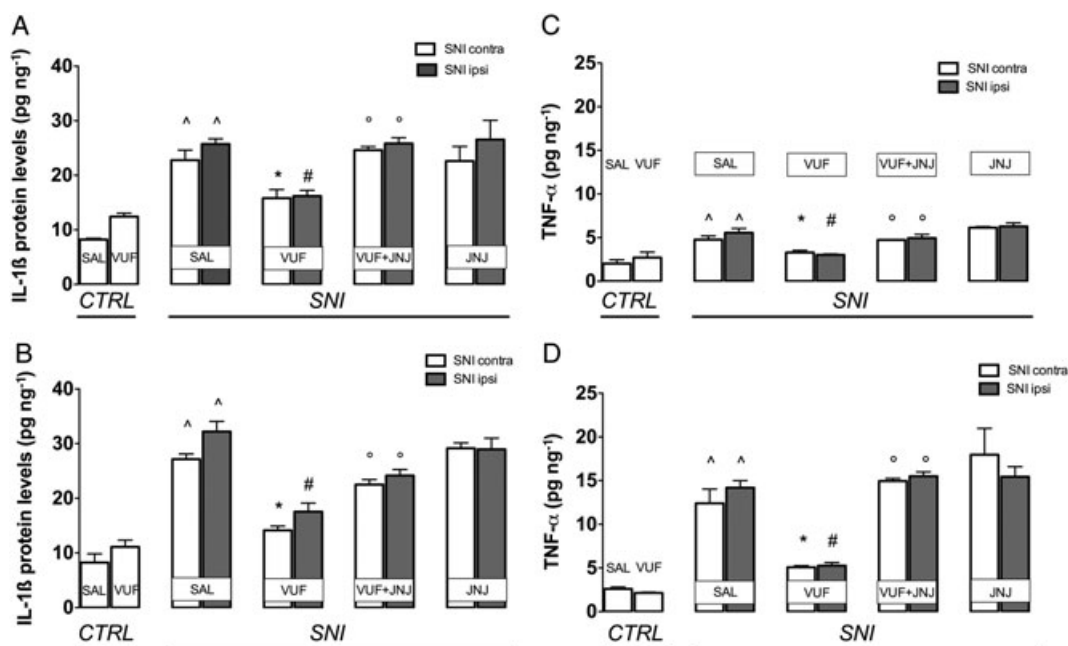 A
IL-1ß protein levels (pg ng-1)
40
30
20
10
0
SNI contra
SNI ipsi
^ ^ * # ° °
SAL VUF SAL VUF VUF+JNJ JNJ
CTRL SNI
C
TNF-α (pg ng-1)
25
20
15
10
5
0
SNI contra
SNI ipsi
SAL VUF SAL VUF VUF+JNJ JNJ
^ ^ * # ° °
CTRL SNI
B
IL-1ß protein levels (pg ng-1)
40
30
20
10
0
SNI contra
SNI ipsi
^ ^ * # ° °
SAL VUF SAL VUF VUF+JNJ JNJ
CTRL SNI
D
TNF-α (pg ng-1)
25
20
15
10
5
0
SNI contra
SNI ipsi
^ ^ * # ° °
SAL VUF SAL VUF VUF+JNJ JNJ
CTRL SNI